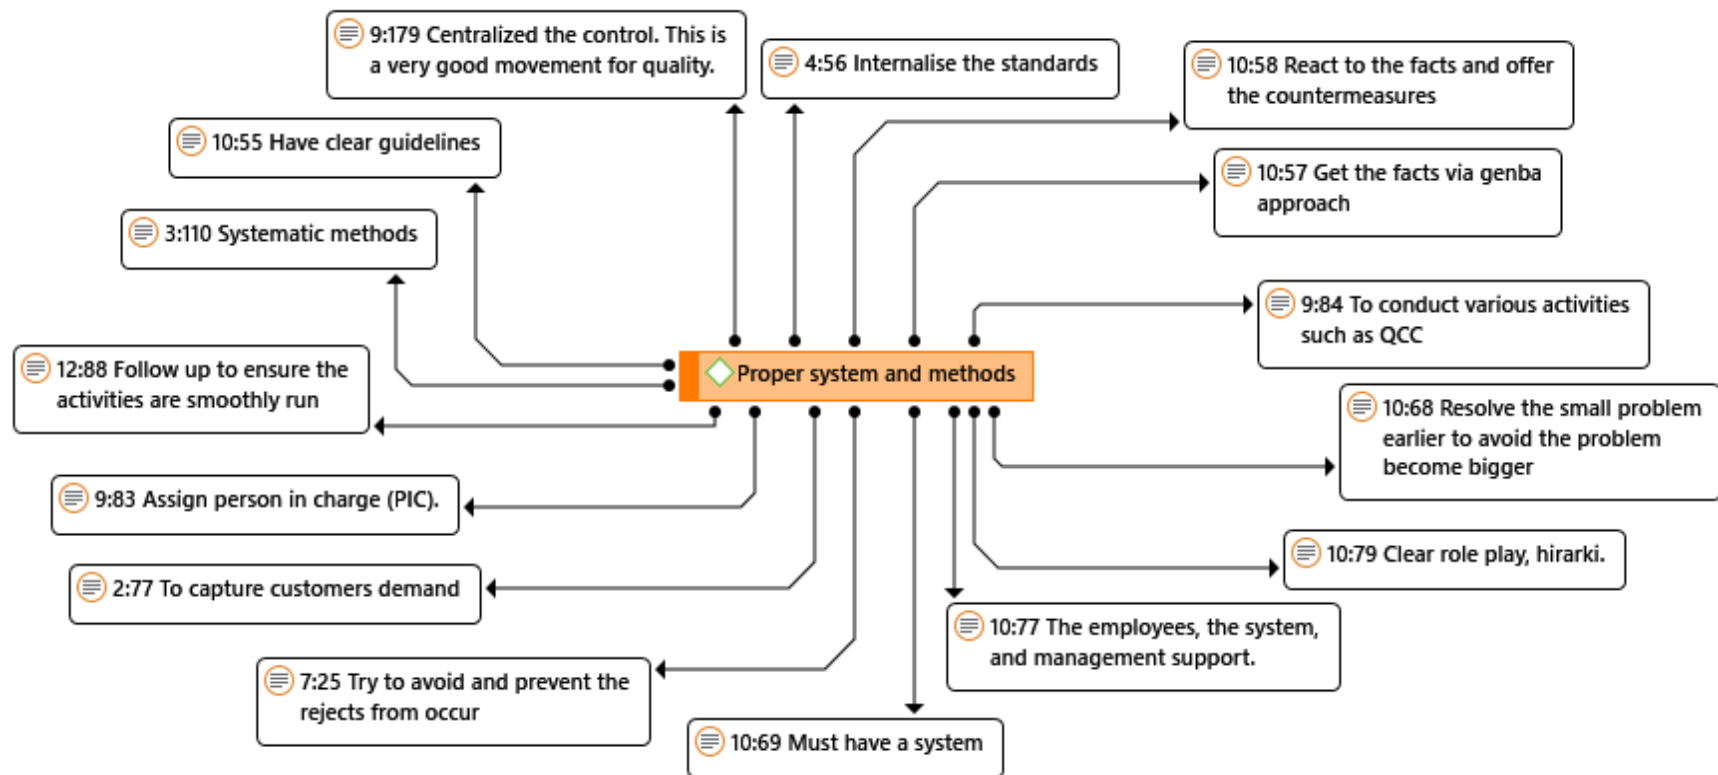 9:179 Centralized the control. This is
a very good movement for quality.
4:56 Internalise the standards
10:58 React to the facts and offer
the countermeasures
10:55 Have clear guidelines
10:57 Get the facts via genba
approach
3:110 Systematic methods
9:84 To conduct various activities
such as QCC
12:88 Follow up to ensure the
activities are smoothly run
Proper system and methods
10:68 Resolve the small problem
earlier to avoid the problem
become bigger
9:83 Assign person in charge (PIC).
10:79 Clear role play, hirarki.
2:77 To capture customers demand
10:77 The employees, the system,
and management support.
7:25 Try to avoid and prevent the
rejects from occur
10:69 Must have a system